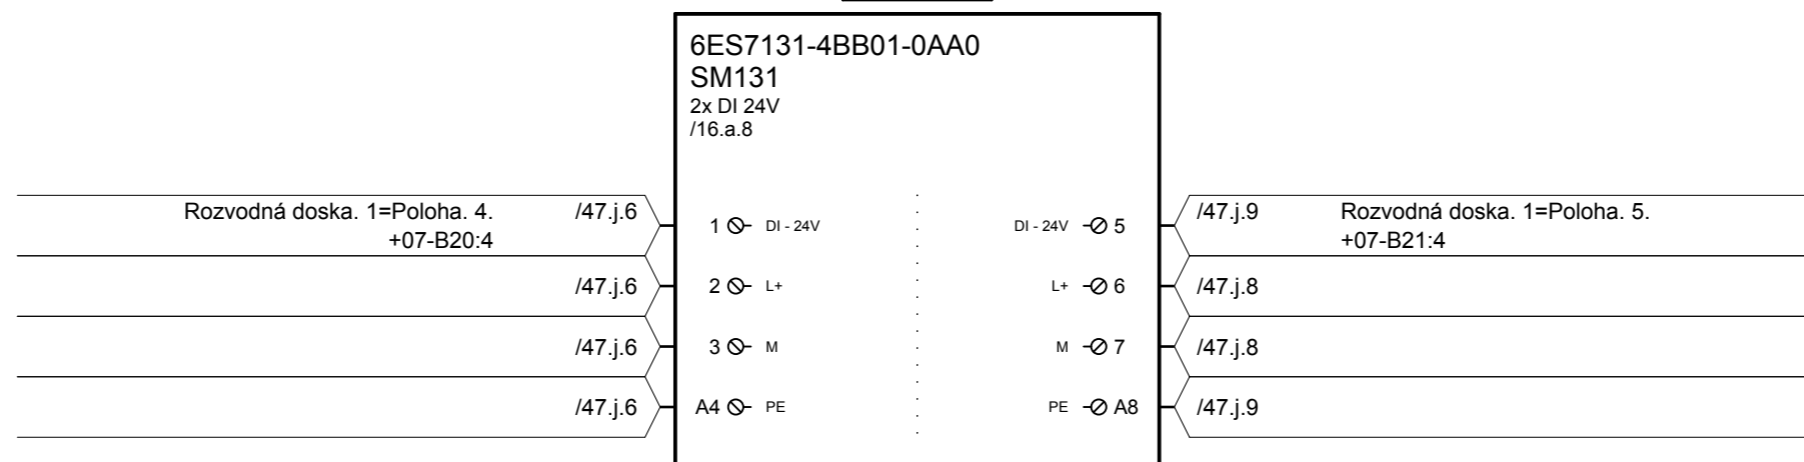 6ES7131-4BB01-0AA0
SM131
2x DI 24V
/16.a.8
Rozvodná doska. 1=Poloha. 4. /47.j.6 1 DI - 24V DI - 24V 5 /47.j.9 Rozvodná doska. 1=Poloha. 5.
+07-B20:4 +07-B21:4
/47.j.6 2 L+ L+ 6 /47.j.8
/47.j.6 3 M M 7 /47.j.8
/47.j.6 A4 PE PE A8 /47.j.9